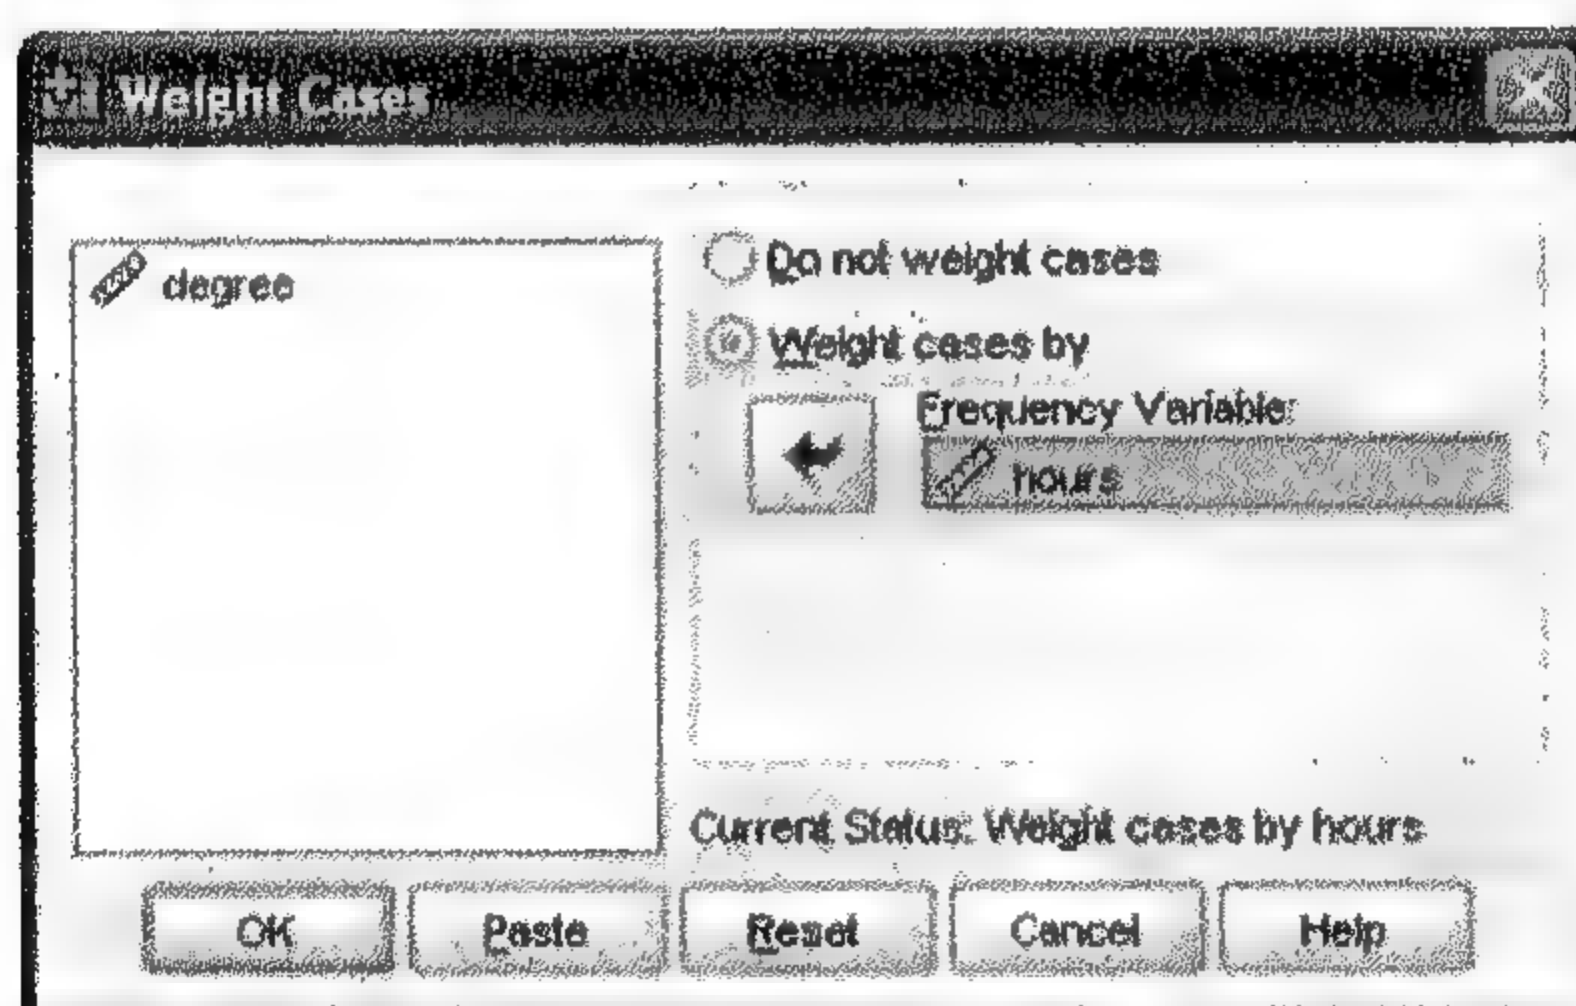 Weight Cases
degree
Do not weight cases
Weight cases by
Frequency Variable:
hours
Current Status: Weight cases by hours
OK Paste Reset Cancel Help